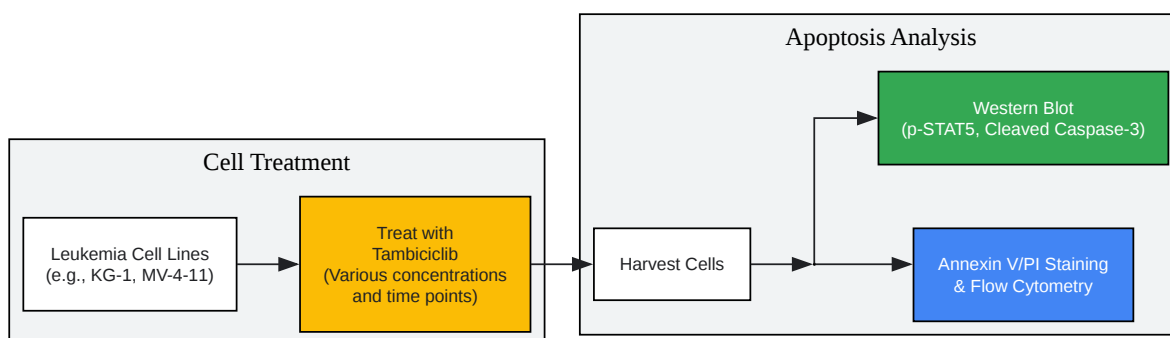 Cell Treatment
Leukemia Cell Lines
(e.g., KG-1, MV-4-11)
Treat with
Tambiciclib
(Various concentrations
and time points)
Apoptosis Analysis
Harvest Cells
Western Blot
(p-STAT5, Cleaved Caspase-3)
Annexin V/PI Staining
& Flow Cytometry